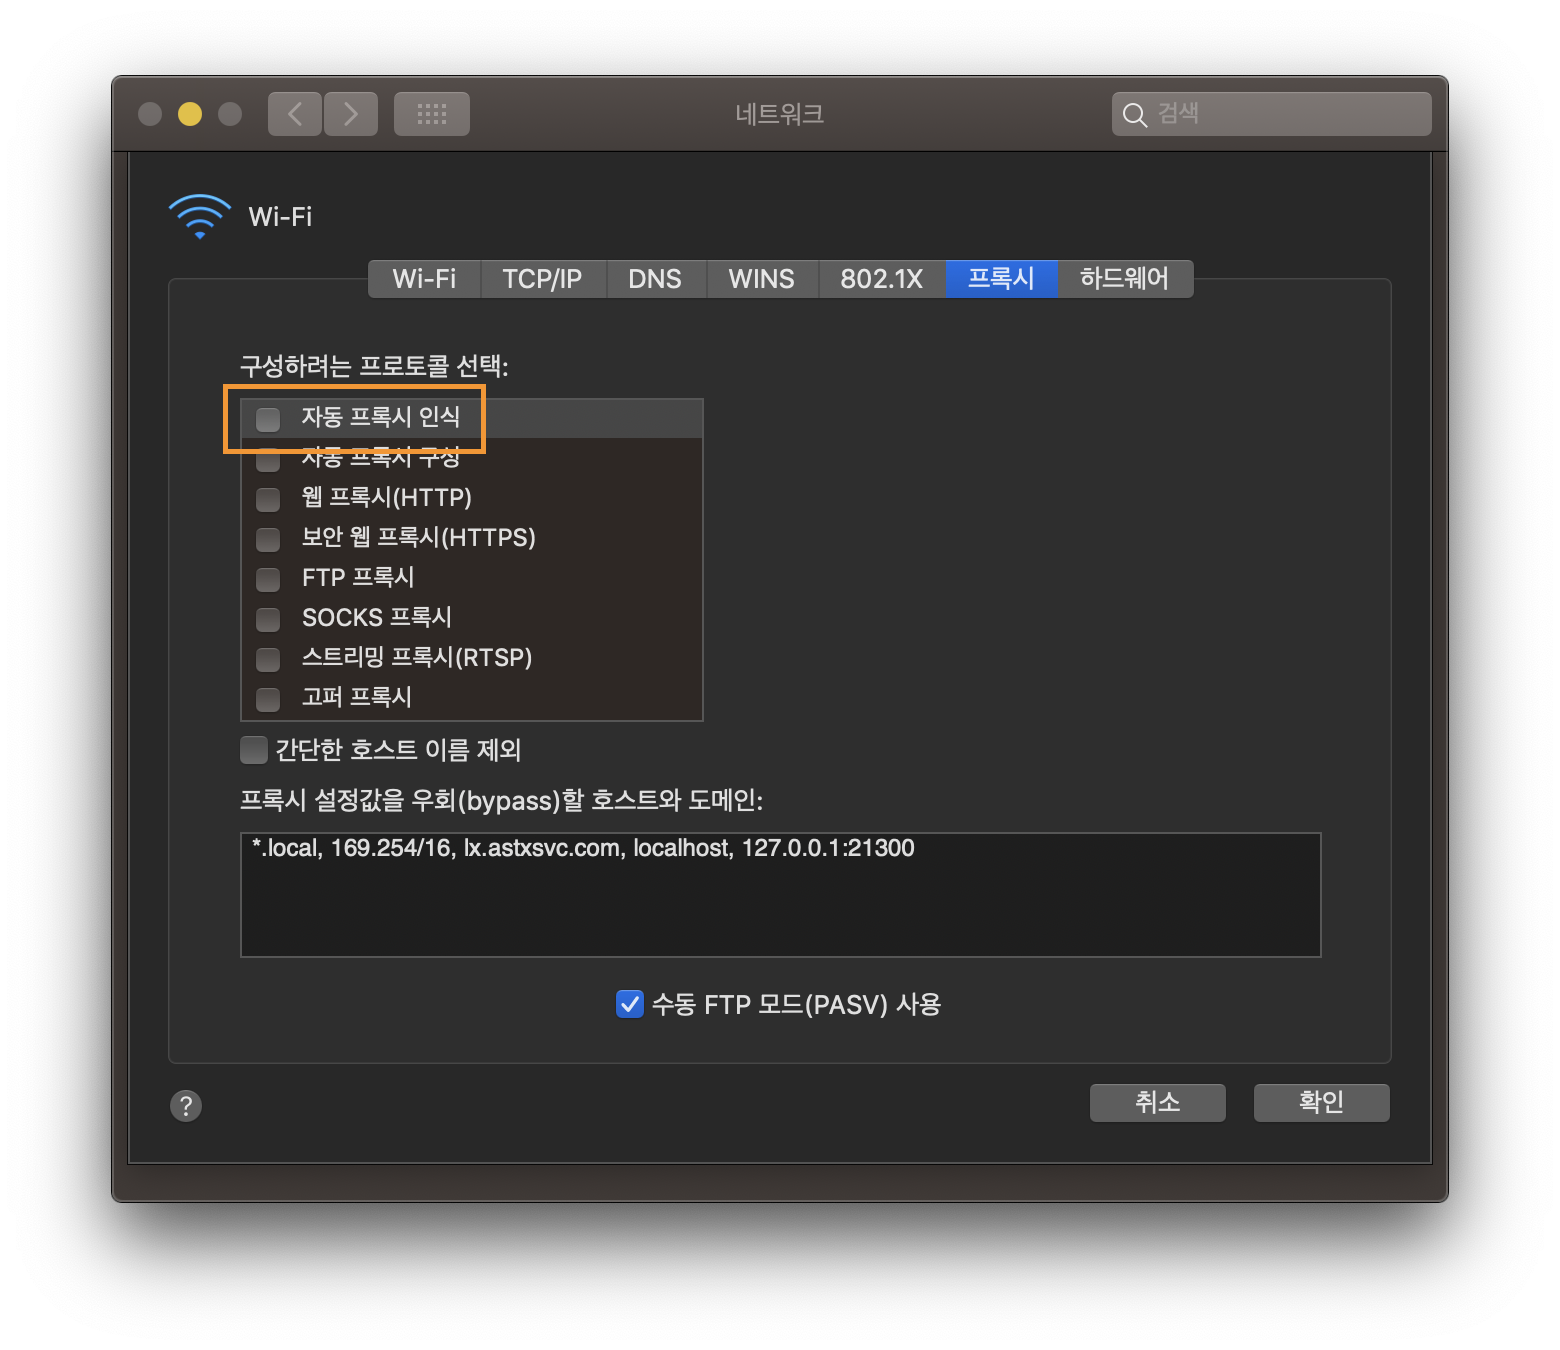 네트워크
검색
Wi-Fi
Wi-Fi TCP/IP DNS WINS 802.1X 프록시 하드웨어
구성하려는 프로토콜 선택:
자동 프록시 인식
자동 프록시 구성
웹 프록시(HTTP)
보안 웹 프록시(HTTPS)
FTP 프록시
SOCKS 프록시
스트리밍 프록시(RTSP)
고퍼 프록시
간단한 호스트 이름 제외
프록시 설정값을 우회(bypass)할 호스트와 도메인:
*.local, 169.254/16, lx.astxsvc.com, localhost, 127.0.0.1:21300
수동 FTP 모드(PASV) 사용
?
취소 확인